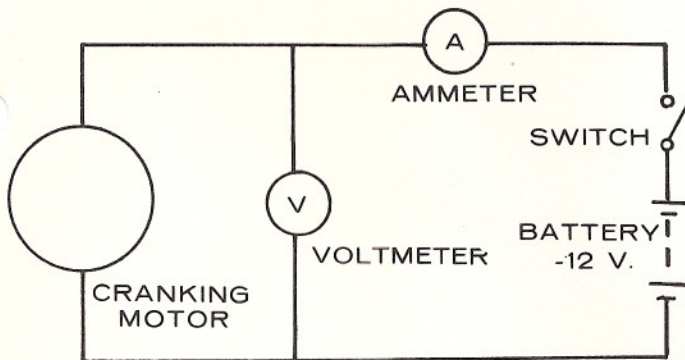 A
AMMETER
SWITCH
V
VOLTMETER
BATTERY
-12 V.
CRANKING
MOTOR